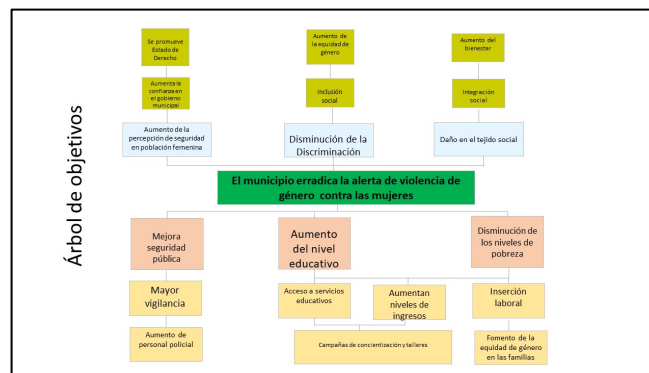 Árbol de objetivos
Se promueve
Estado de
Derecho
Aumento de
la equidad de
género
Aumento del
bienestar
Aumenta la
confianza en
el gobierno
municipal
Inclusión
social
Integración
social
Aumento de la
percepción de seguridad
en población femenina
Disminución de la
Discriminación
Daño en el tejido social
El municipio erradica la alerta de violencia de
género contra las mujeres
Mejora
seguridad
pública
Aumento
del nivel
educativo
Disminución de
los niveles de
pobreza
Mayor
vigilancia
Acceso a servicios
educativos
Aumentan
niveles de
ingresos
Inserción
laboral
Aumento de
personal policial
Campañas de concientización y talleres
Fomento de la
equidad de género
en las familias